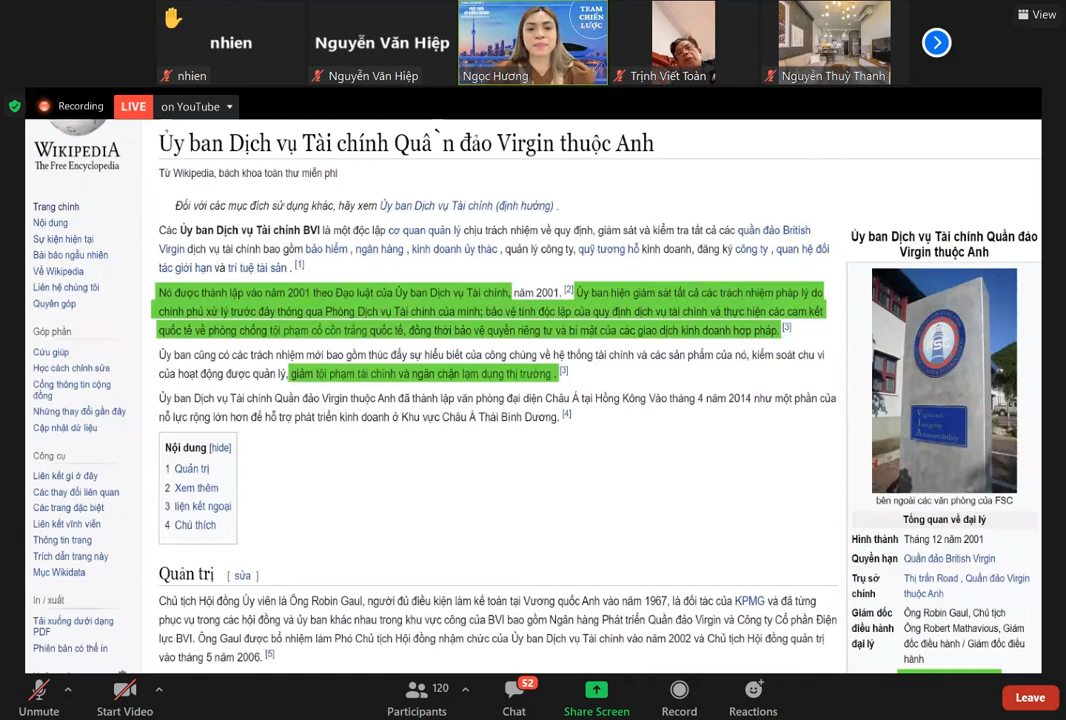 nhien
Nguyễn Văn Hiệp
TEAM
CHIẾN
LƯỢC
nhien
Nguyễn Văn Hiệp
Ngọc Hương
Trịnh Viết Toàn
Nguyễn Thuỳ Thanh
View
Recording
LIVE
on YouTube
WIKIPEDIA
The Free Encyclopedia
Trang chính
Nội dung
Sự kiện hiện tại
Bài báo ngẫu nhiên
Về Wikipedia
Liên hệ chúng tôi
Quyên góp
Góp phần
Cứu giúp
Học cách chỉnh sửa
Cổng thông tin cộng
đồng
Những thay đổi gần đây
Cập nhật dữ liệu
Công cụ
Liên kết gì ở đây
Các thay đổi liên quan
Các trang đặc biệt
Liên kết vĩnh viễn
Thông tin trang
Trích dẫn trang này
Mục Wikidata
In / xuất
Tải xuống dưới dạng
PDF
Phiên bản có thể in
Ủy ban Dịch vụ Tài chính Quần đảo Virgin thuộc Anh
Từ Wikipedia, bách khoa toàn thư miễn phí
Đối với các mục đích sử dụng khác, hãy xem Ủy ban Dịch vụ Tài chính (định hướng) .
Các Ủy ban Dịch vụ Tài chính BVI là một độc lập cơ quan quản lý chịu trách nhiệm về quy định, giám sát và kiểm tra tất cả các quần đảo British
Virgin dịch vụ tài chính bao gồm bảo hiểm , ngân hàng , kinh doanh ủy thác , quản lý công ty, quỹ tương hỗ kinh doanh, đăng ký công ty , quan hệ đối
tác giới hạn và trí tuệ tài sản . [1]
Nó được thành lập vào năm 2001 theo Đạo luật của Ủy ban Dịch vụ Tài chính, năm 2001. [2] Ủy ban hiện giám sát tất cả các trách nhiệm pháp lý do
chính phủ xử lý trước đây thông qua Phòng Dịch vụ Tài chính của mình; bảo vệ tính độc lập của quy định dịch vụ tài chính và thực hiện các cam kết
quốc tế về phòng chống tội phạm cổ cồn trắng quốc tế, đồng thời bảo vệ quyền riêng tư và bí mật của các giao dịch kinh doanh hợp pháp. [3]
Ủy ban cũng có các trách nhiệm mới bao gồm thúc đẩy sự hiểu biết của công chúng về hệ thống tài chính và các sản phẩm của nó, kiểm soát chu vi
của hoạt động được quản lý, giảm tội phạm tài chính và ngăn chặn lạm dụng thị trường . [3]
Ủy ban Dịch vụ Tài chính Quần đảo Virgin thuộc Anh đã thành lập văn phòng đại diện Châu Á tại Hồng Kông Vào tháng 4 năm 2014 như một phần của
nỗ lực rộng lớn hơn để hỗ trợ phát triển kinh doanh ở Khu vực Châu Á Thái Bình Dương. [4]
Nội dung [hide]
1 Quản trị
2 Xem thêm
3 liện kết ngoại
4 Chú thích
Quản trị [ sửa ]
Chủ tịch Hội đồng Ủy viên là Ông Robin Gaul, người đủ điều kiện làm kế toán tại Vương quốc Anh vào năm 1967, là đối tác của KPMG và đã từng
phục vụ trong các hội đồng và ủy ban khác nhau trong khu vực công của BVI bao gồm Ngân hàng Phát triển Quần đảo Virgin và Công ty Cổ phần Điện
lực BVI. Ông Gaul được bổ nhiệm làm Phó Chủ tịch Hội đồng nhậm chức của Ủy ban Dịch vụ Tài chính vào năm 2002 và Chủ tịch Hội đồng quản trị
vào tháng 5 năm 2006. [5]
Ủy ban Dịch vụ Tài chính Quần đảo
Virgin thuộc Anh
Vigilance
Integrity
Accountability
bên ngoài các văn phòng của FSC
Tổng quan về đại lý
Hình thành Tháng 12 năm 2001
Quyền hạn Quần đảo British Virgin
Trụ sở chính Thị trấn Road , Quần đảo Virgin thuộc Anh
Giám đốc điều hành đại lý Ông Robin Gaul, Chủ tịch
Ông Robert Mathavious, Giám
đốc điều hành / Giám đốc điều
hành
Unmute
Start Video
120
Participants
52
Chat
Share Screen
Record
Reactions
Leave